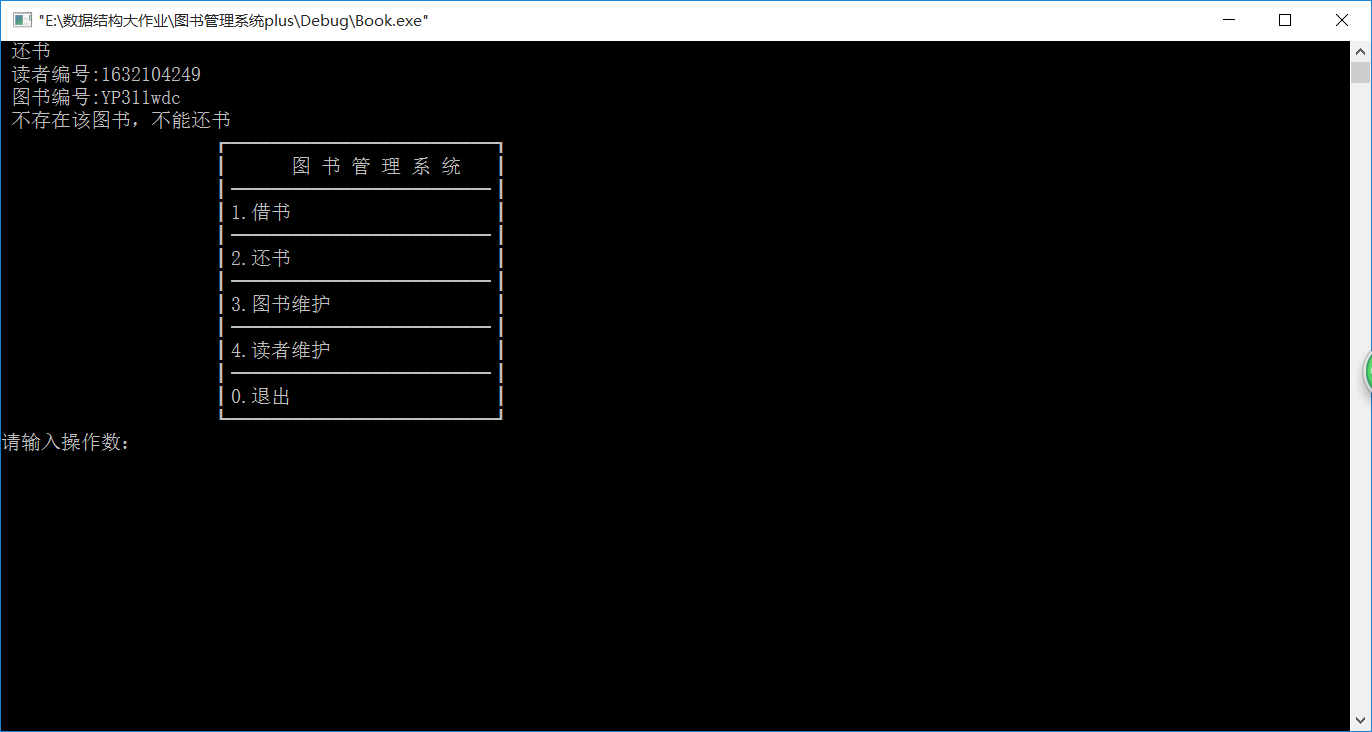 "E:\数据结构大作业\图书管理系统plus\Debug\Book.exe"
还书
读者编号:1632104249
图书编号:YP311wdc
不存在该图书，不能还书
图 书 管 理 系 统
1.借书
2.还书
3.图书维护
4.读者维护
0.退出
请输入操作数: